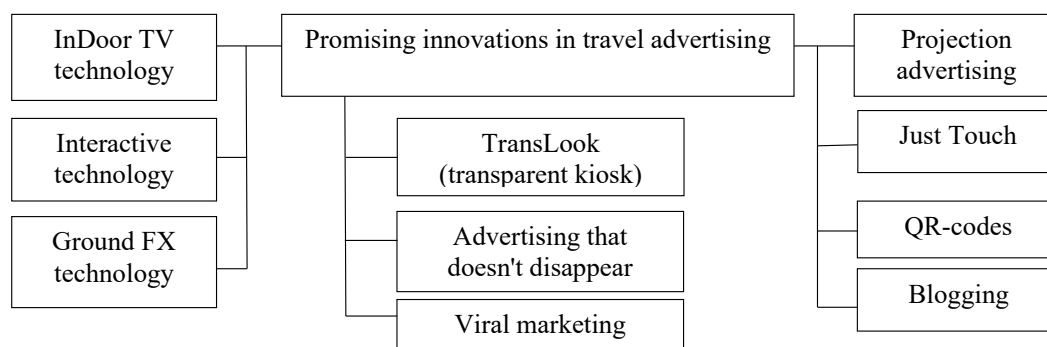 InDoor TV
technology
Promising innovations in travel advertising
Projection
advertising
Interactive
technology
TransLook
(transparent kiosk)
Just Touch
Ground FX
technology
Advertising that
doesn't disappear
QR-codes
Viral marketing
Blogging